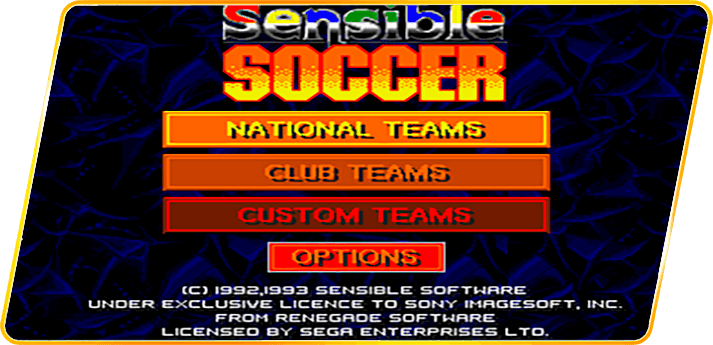 Sensible
SOCCER
NATIONAL TEAMS
CLUB TEAMS
CUSTOM TEAMS
OPTIONS
(C) 1992,1993 SENSIBLE SOFTWARE
UNDER EXCLUSIVE LICENCE TO SONY IMAGESOFT, INC.
FROM RENEGADE SOFTWARE
LICENSED BY SEGA ENTERPRISES LTD.